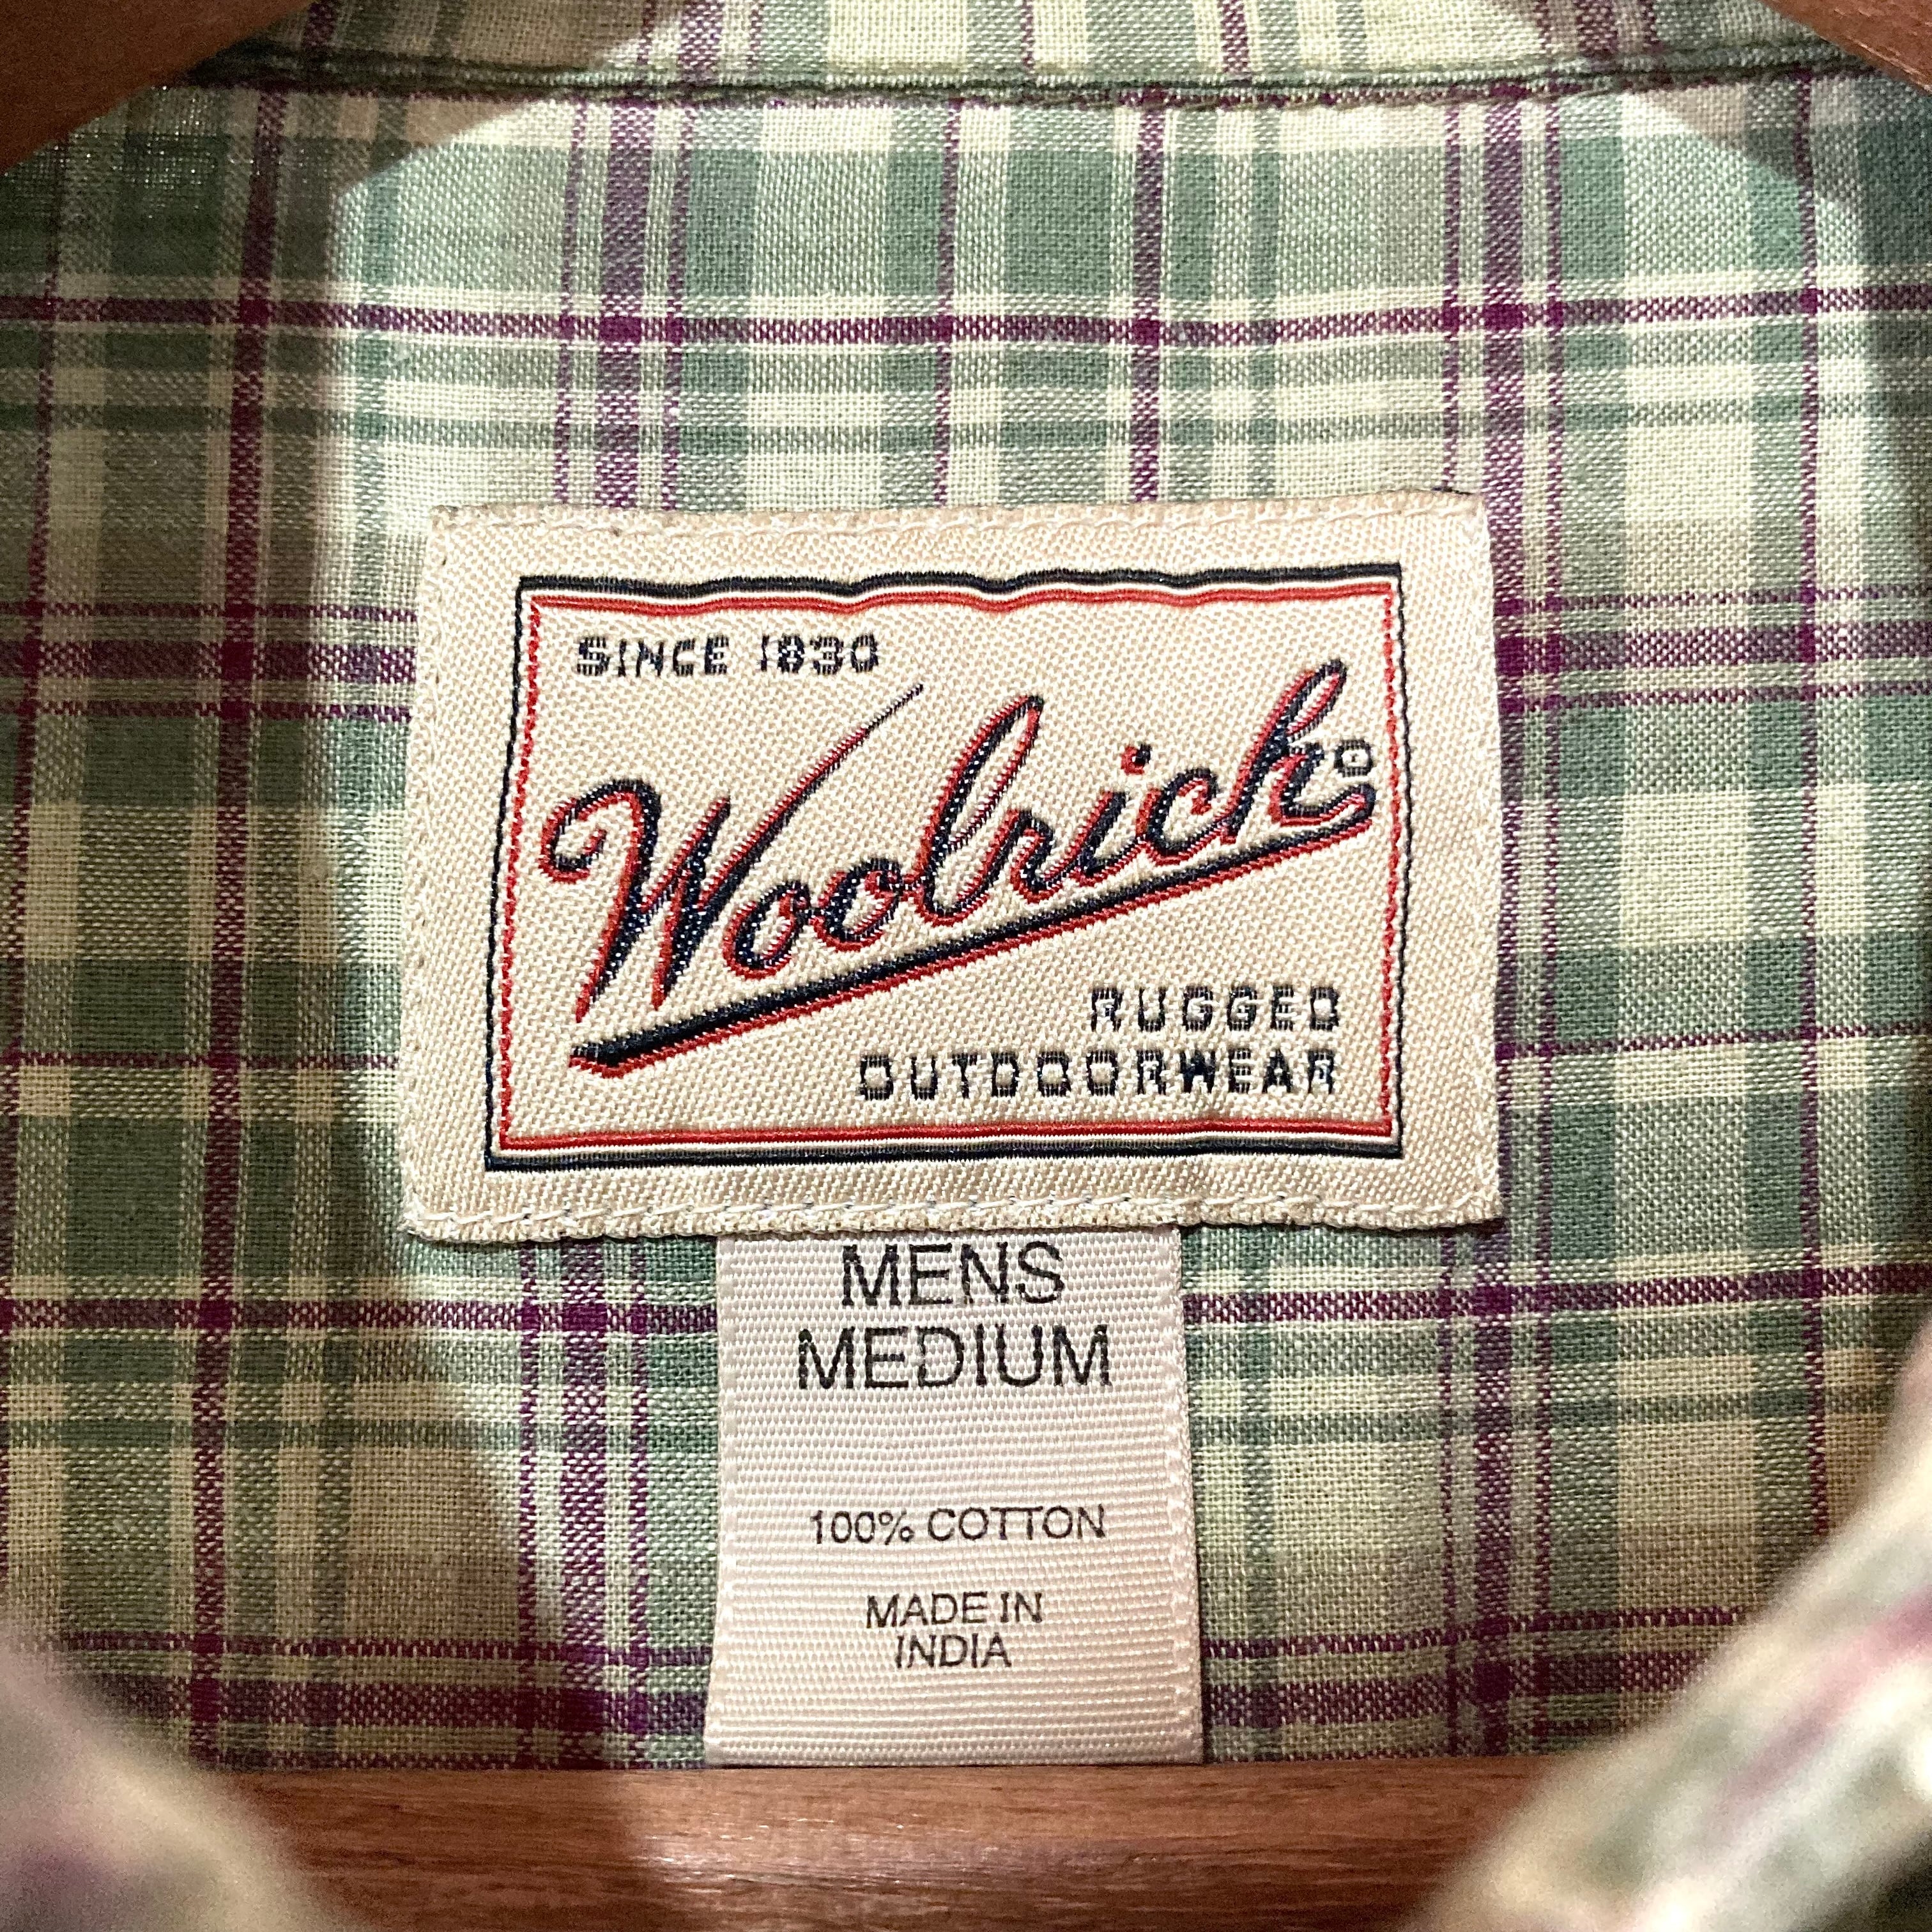 SINCE 1830
Woolrich®
RUGGED
OUTDOORWEAR
MENS
MEDIUM
100% COTTON
MADE IN
INDIA